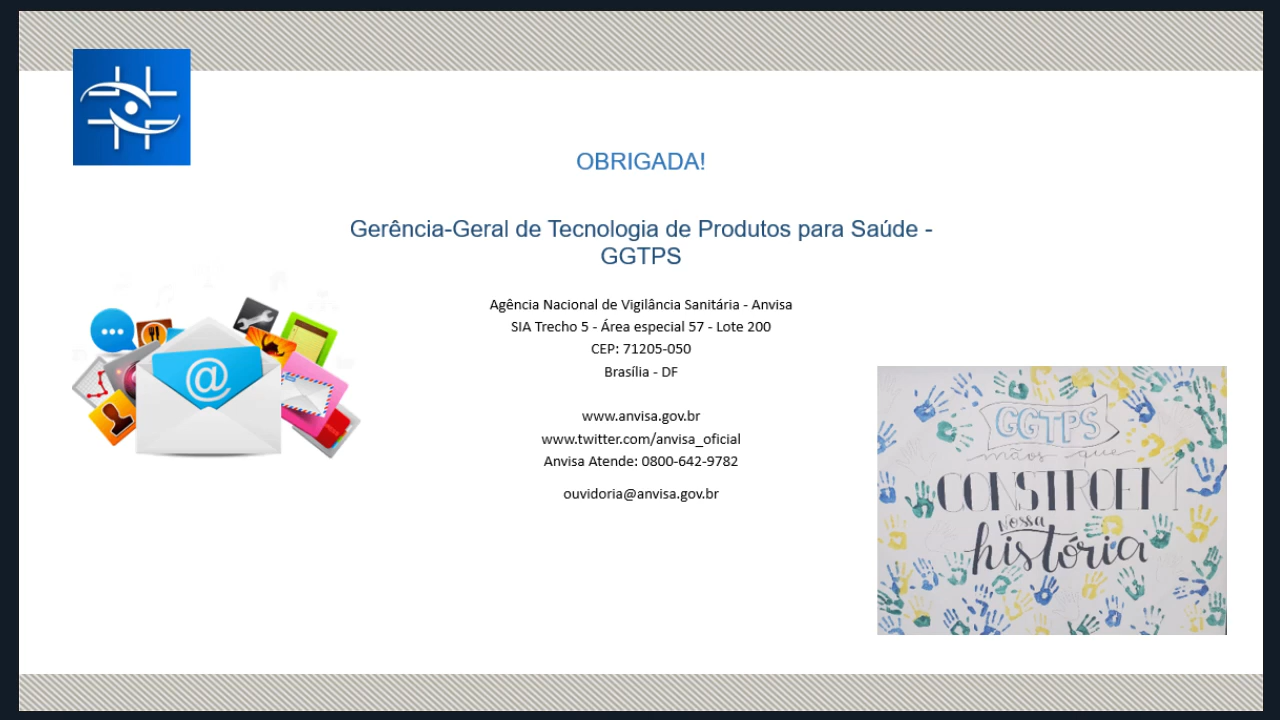 OBRIGADA!
Gerência-Geral de Tecnologia de Produtos para Saúde -
GGTPS
Agência Nacional de Vigilância Sanitária - Anvisa
SIA Trecho 5 - Área especial 57 - Lote 200
CEP: 71205-050
Brasília - DF
www.anvisa.gov.br
www.twitter.com/anvisa_oficial
Anvisa Atende: 0800-642-9782
ouvidoria@anvisa.gov.br
@
GGTPS
mãos que
CONSTROEM
Nossa
história